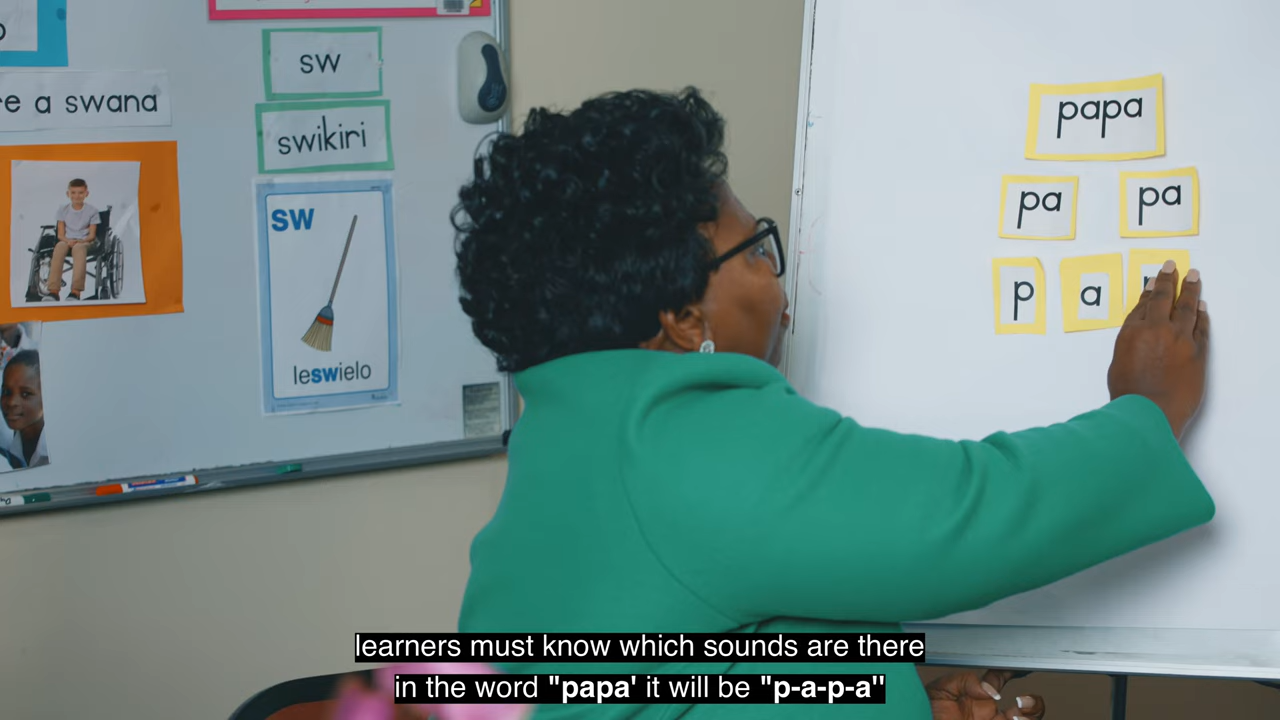 re a swana
sw
swikiri
sw
leswielo
papa
pa pa
p a
learners must know which sounds are there
in the word "papa' it will be "p-a-p-a"